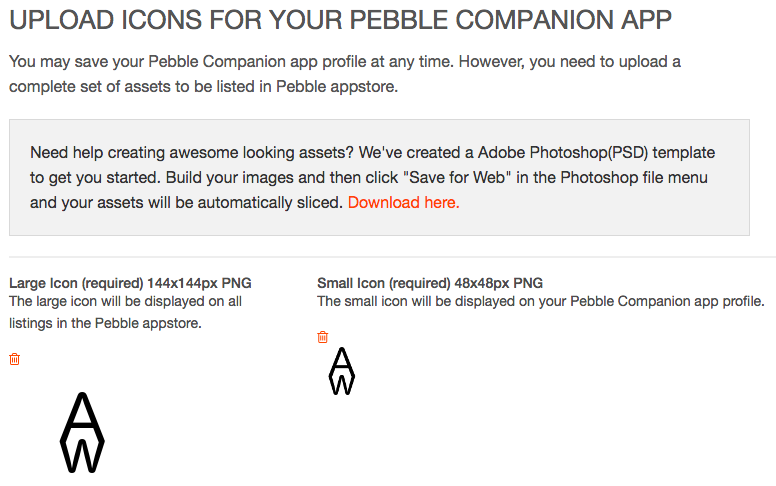 UPLOAD ICONS FOR YOUR PEBBLE COMPANION APP
You may save your Pebble Companion app profile at any time. However, you need to upload a
complete set of assets to be listed in Pebble appstore.
Need help creating awesome looking assets? We've created a Adobe Photoshop(PSD) template
to get you started. Build your images and then click "Save for Web" in the Photoshop file menu
and your assets will be automatically sliced. Download here.
Large Icon (required) 144x144px PNG
The large icon will be displayed on all
listings in the Pebble appstore.
Small Icon (required) 48x48px PNG
The small icon will be displayed on your Pebble Companion app profile.